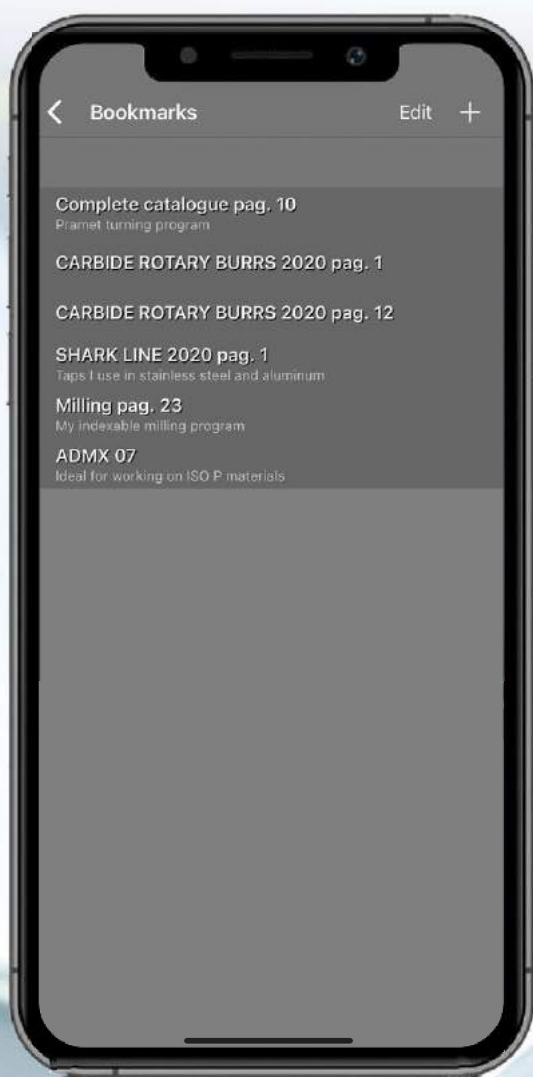 Bookmarks Edit +
Complete catalogue pag. 10
Pramet turning program
CARBIDE ROTARY BURRS 2020 pag. 1
CARBIDE ROTARY BURRS 2020 pag. 12
SHARK LINE 2020 pag. 1
Taps I use in stainless steel and aluminum
Milling pag. 23
My indexable milling program
ADMX 07
Ideal for working on ISO P materials